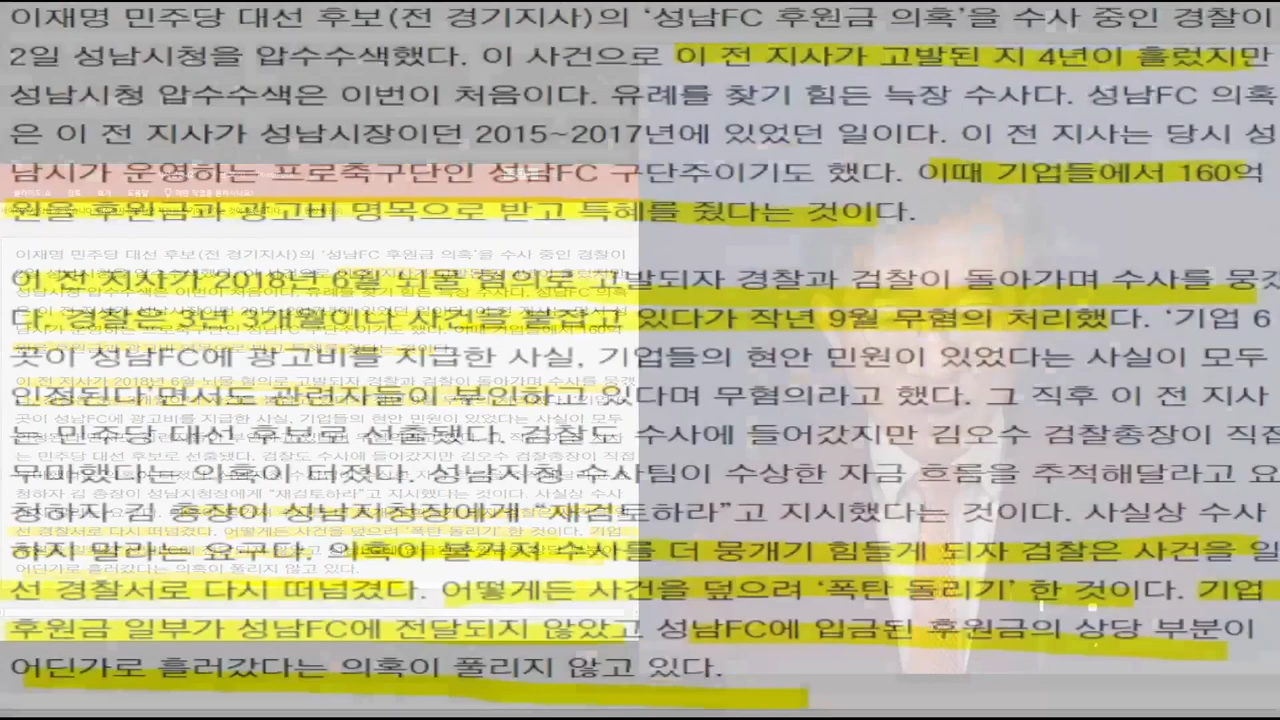 이재명 민주당 대선 후보(전 경기지사)의 ‘성남FC 후원금 의혹’을 수사 중인 경찰이
2일 성남시청을 압수수색했다. 이 사건으로 이 전 지사가 고발된 지 4년이 흘렀지만
성남시청 압수수색은 이번이 처음이다. 유례를 찾기 힘든 늑장 수사다. 성남FC 의혹
은 이 전 지사가 성남시장이던 2015~2017년에 있었던 일이다. 이 전 지사는 당시 성
남시가 운영하는 프로축구단인 성남FC 구단주이기도 했다. 이때 기업들에서 160억
원을 후원금과 광고비 명목으로 받고 특혜를 줬다는 것이다.
이 전 지사가 2018년 6월 뇌물 혐의로 고발되자 경찰과 검찰이 돌아가며 수사를 뭉갰
다. 경찰은 3년 3개월이나 사건을 붙잡고 있다가 작년 9월 무혐의 처리했다. ‘기업 6
곳이 성남FC에 광고비를 지급한 사실, 기업들의 현안 민원이 있었다는 사실이 모두
인정된다’면서도 관련자들이 부인하고 있다며 무혐의라고 했다. 그 직후 이 전 지사
는 민주당 대선 후보로 선출됐다. 검찰도 수사에 들어갔지만 김오수 검찰총장이 직접
무마했다는 의혹이 터졌다. 성남지청 수사팀이 수상한 자금 흐름을 추적해달라고 요
청하자 김 총장이 성남지청장에게 “재검토하라”고 지시했다는 것이다. 사실상 수사
하지 말라는 요구다. 의혹이 불거져 수사를 더 뭉개기 힘들게 되자 검찰은 사건을 일
선 경찰서로 다시 떠넘겼다. 어떻게든 사건을 덮으려 ‘폭탄 돌리기’ 한 것이다. 기업
후원금 일부가 성남FC에 전달되지 않았고 성남FC에 입금된 후원금의 상당 부분이
어딘가로 흘러갔다는 의혹이 풀리지 않고 있다.